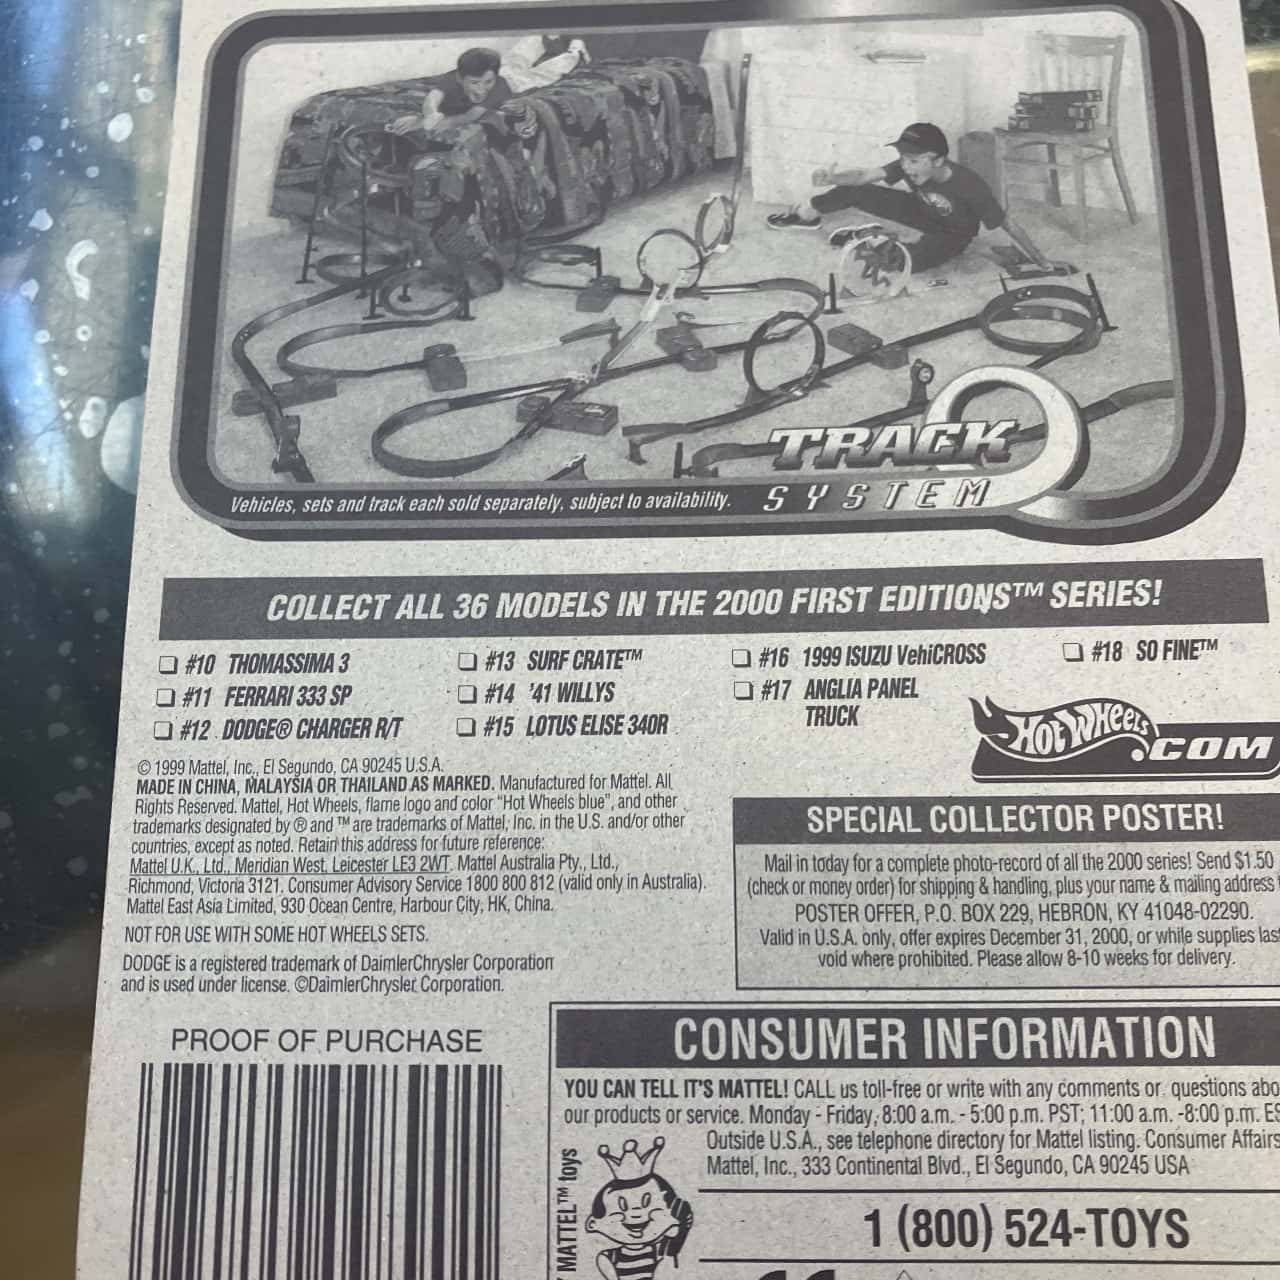 TRACK
SYSTEM
Vehicles, sets and track each sold separately, subject to availability.
COLLECT ALL 36 MODELS IN THE 2000 FIRST EDITIONS™ SERIES!
#10 THOMASSIMA 3
#11 FERRARI 333 SP
#12 DODGE® CHARGER R/T
#13 SURF CRATE™
#14 '41 WILLYS
#15 LOTUS ELISE 340R
#16 1999 ISUZU VehiCROSS
#17 ANGLIA PANEL
TRUCK
#18 SO FINE™
HOT WHEELS
.COM
© 1999 Mattel, Inc., El Segundo, CA 90245 U.S.A.
MADE IN CHINA, MALAYSIA OR THAILAND AS MARKED. Manufactured for Mattel. All
Rights Reserved. Mattel, Hot Wheels, flame logo and color "Hot Wheels blue", and other
trademarks designated by ® and ™ are trademarks of Mattel, Inc. in the U.S. and/or other
countries, except as noted. Retain this address for future reference:
Mattel U.K., Ltd., Meridian West, Leicester LE3 2WT. Mattel Australia Pty., Ltd.,
Richmond, Victoria 3121. Consumer Advisory Service 1800 800 812 (valid only in Australia).
Mattel East Asia Limited, 930 Ocean Centre, Harbour City, HK, China.
NOT FOR USE WITH SOME HOT WHEELS SETS.
DODGE is a registered trademark of DaimlerChrysler Corporation
and is used under license. ©DaimlerChrysler Corporation.
SPECIAL COLLECTOR POSTER!
Mail in today for a complete photo-record of all the 2000 series! Send $1.50
(check or money order) for shipping & handling, plus your name & mailing address
POSTER OFFER, P.O. BOX 229, HEBRON, KY 41048-02290.
Valid in U.S.A. only, offer expires December 31, 2000, or while supplies last
void where prohibited. Please allow 8-10 weeks for delivery.
PROOF OF PURCHASE
CONSUMER INFORMATION
YOU CAN TELL IT'S MATTEL! CALL us toll-free or write with any comments or questions abo
our products or service. Monday - Friday, 8:00 a.m. - 5:00 p.m. PST; 11:00 a.m. -8:00 p.m. ES
Outside U.S.A., see telephone directory for Mattel listing. Consumer Affairs
Mattel, Inc., 333 Continental Blvd., El Segundo, CA 90245 USA
MATTEL™ toys
1 (800) 524-TOYS